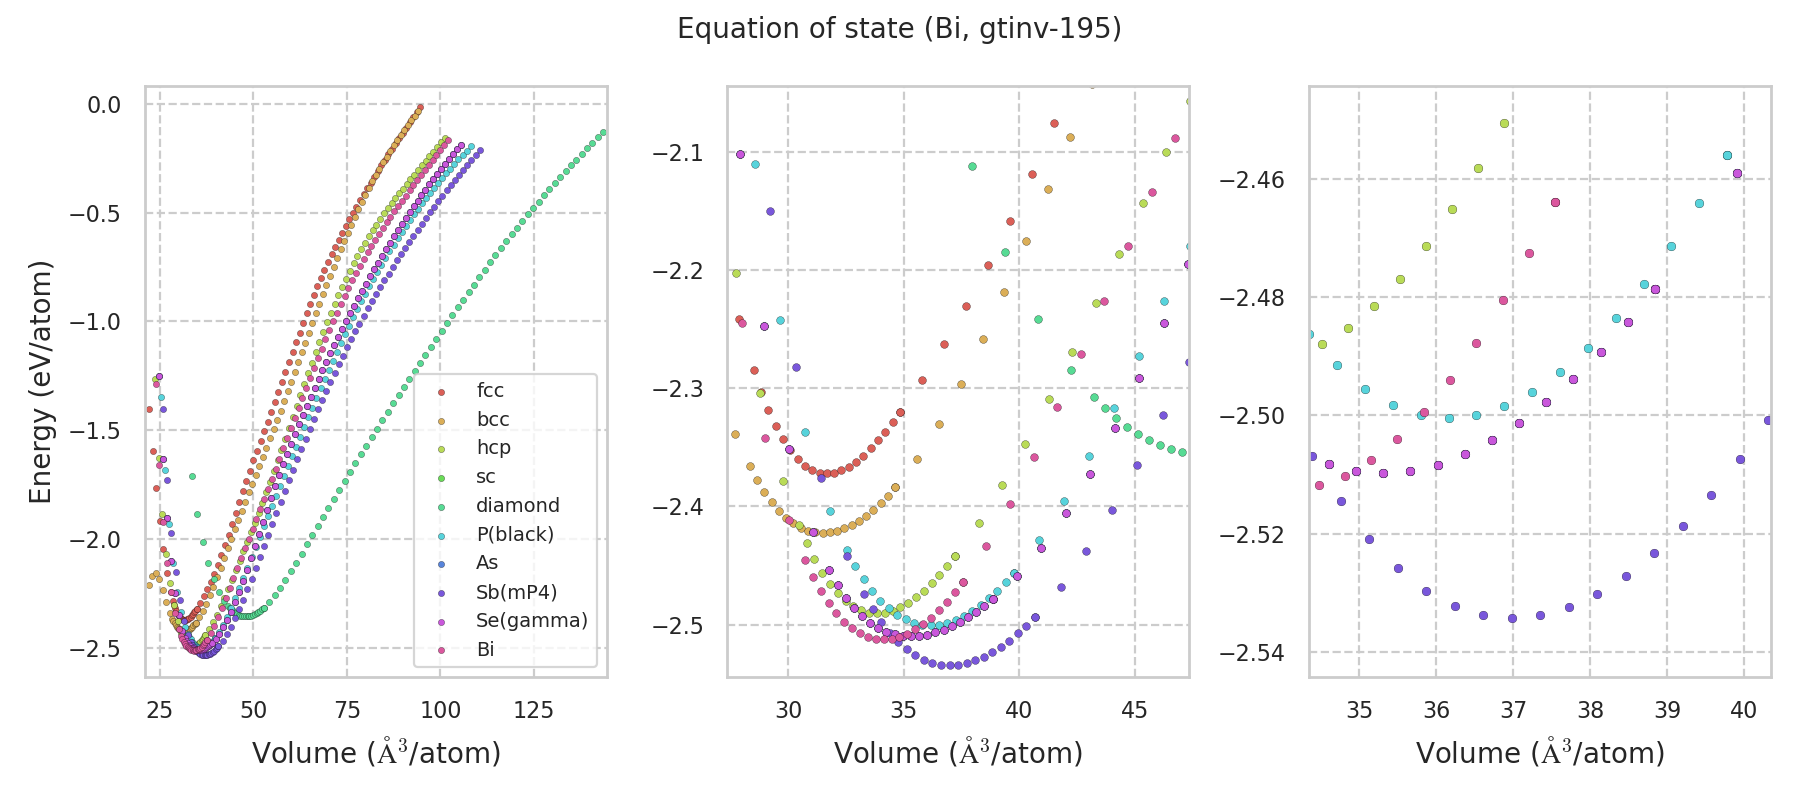 Equation of state (Bi, gtinv-195)
Energy (eV/atom)
0.0
−0.5
−1.0
−1.5
−2.0
−2.5
25 50 75 100 125
Volume (Å³/atom)
fcc
bcc
hcp
sc
diamond
P(black)
As
Sb(mP4)
Se(gamma)
Bi
−2.1
−2.2
−2.3
−2.4
−2.5
30 35 40 45
Volume (Å³/atom)
−2.46
−2.48
−2.50
−2.52
−2.54
35 36 37 38 39 40
Volume (Å³/atom)